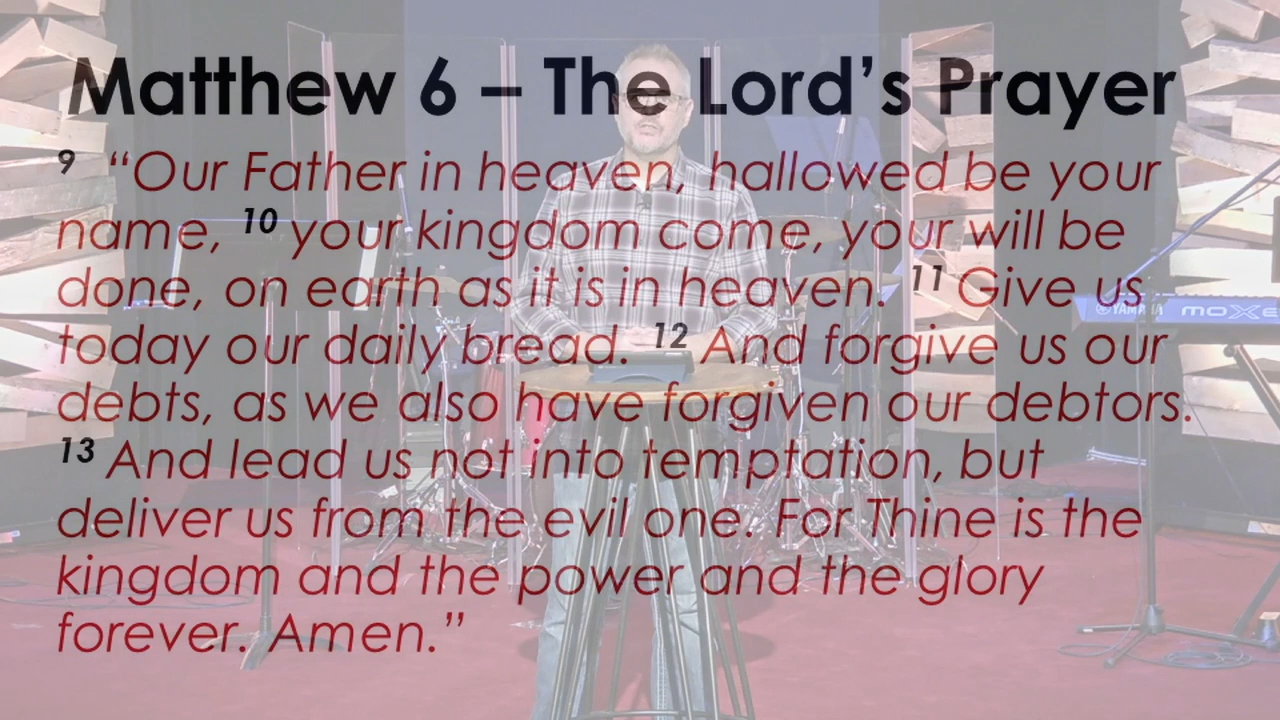 Matthew 6 – The Lord’s Prayer
9 “Our Father in heaven, hallowed be your
name, 10 your kingdom come, your will be
done, on earth as it is in heaven. 11 Give us
today our daily bread. 12 And forgive us our
debts, as we also have forgiven our debtors.
13 And lead us not into temptation, but
deliver us from the evil one. For Thine is the
kingdom and the power and the glory
forever. Amen.”
YAMAHA MOXF